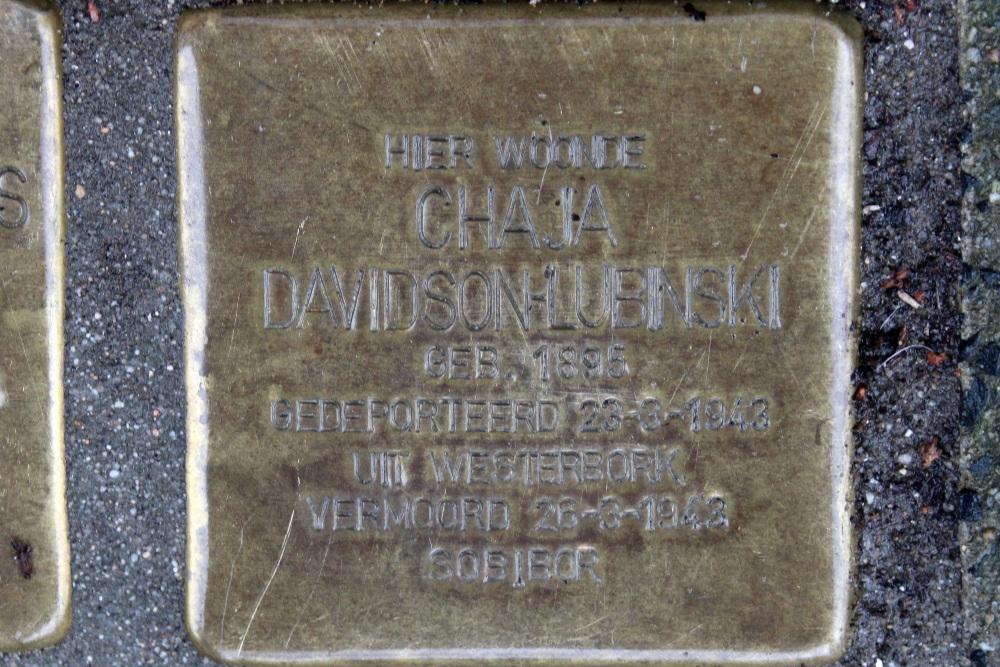 HIER WOONDE
CHAJA
DAVIDSON-LUBINSKI
GEB. 1895
GEDEPORTEERD 23-3-1943
UIT WESTERBORK
VERMOORD 26-3-1943
SOBIBOR